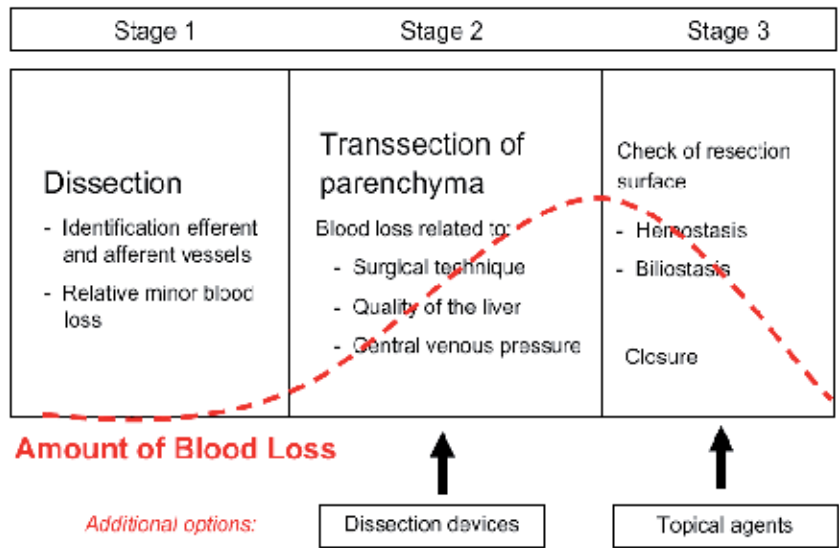 Stage 1
Stage 2
Stage 3
Dissection
- Identification efferent
and afferent vessels
- Relative minor blood
loss
Transsection of
parenchyma
Blood loss related to:
- Surgical technique
- Quality of the liver
- Central venous pressure
Check of resection
surface
- Hemostasis
- Biliostasis
Closure
Amount of Blood Loss
Additional options:
Dissection devices
Topical agents